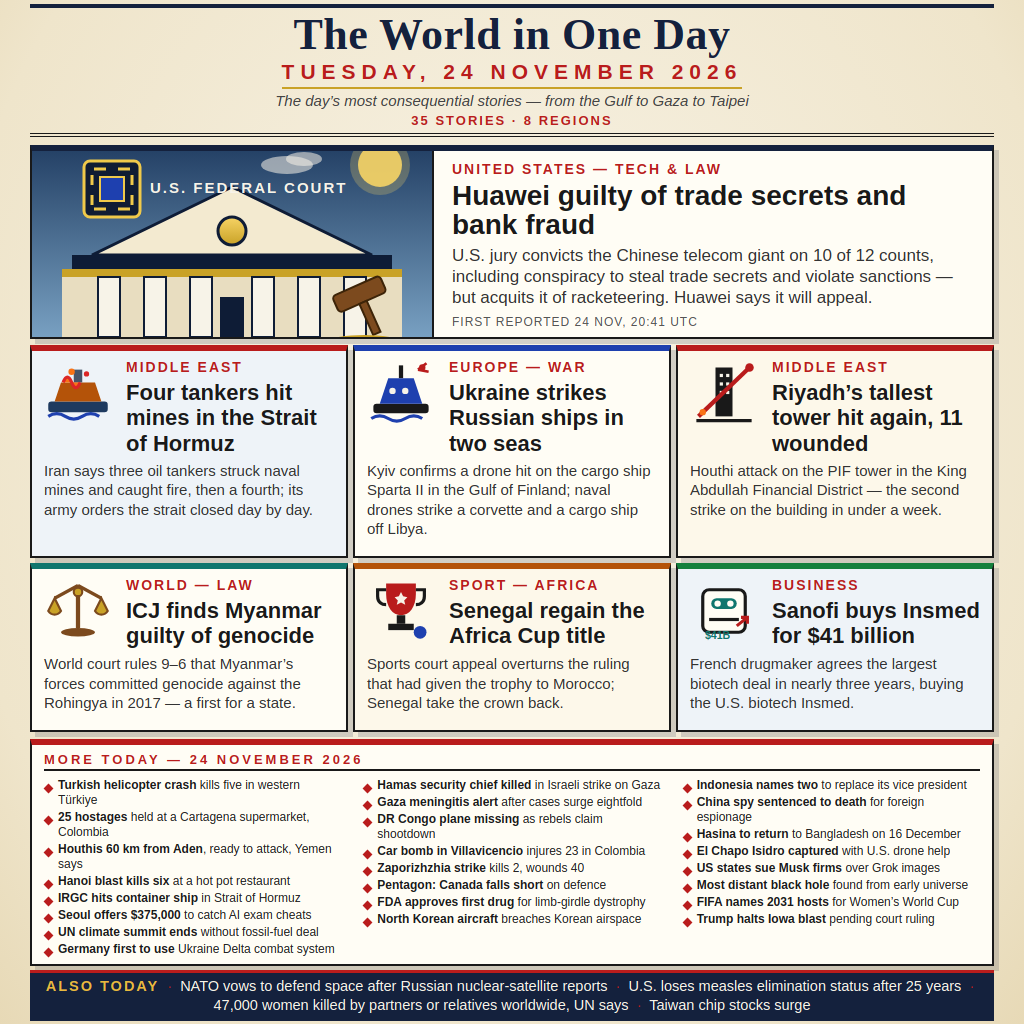 The World in One Day
TUESDAY, 24 NOVEMBER 2026
The day’s most consequential stories — from the Gulf to Gaza to Taipei
35 STORIES · 8 REGIONS
U.S. FEDERAL COURT
UNITED STATES — TECH & LAW
Huawei guilty of trade secrets and
bank fraud
U.S. jury convicts the Chinese telecom giant on 10 of 12 counts,
including conspiracy to steal trade secrets and violate sanctions —
but acquits it of racketeering. Huawei says it will appeal.
FIRST REPORTED 24 NOV, 20:41 UTC
MIDDLE EAST
Four tankers hit
mines in the Strait
of Hormuz
Iran says three oil tankers struck naval
mines and caught fire, then a fourth; its
army orders the strait closed day by day.
EUROPE — WAR
Ukraine strikes
Russian ships in
two seas
Kyiv confirms a drone hit on the cargo ship
Sparta II in the Gulf of Finland; naval
drones strike a corvette and a cargo ship
off Libya.
MIDDLE EAST
Riyadh’s tallest
tower hit again, 11
wounded
Houthi attack on the PIF tower in the King
Abdullah Financial District — the second
strike on the building in under a week.
WORLD — LAW
ICJ finds Myanmar
guilty of genocide
World court rules 9–6 that Myanmar’s
forces committed genocide against the
Rohingya in 2017 — a first for a state.
SPORT — AFRICA
Senegal regain the
Africa Cup title
Sports court appeal overturns the ruling
that had given the trophy to Morocco;
Senegal take the crown back.
$41B
BUSINESS
Sanofi buys Insmed
for $41 billion
French drugmaker agrees the largest
biotech deal in nearly three years, buying
the U.S. biotech Insmed.
MORE TODAY — 24 NOVEMBER 2026
Turkish helicopter crash kills five in western
Türkiye
25 hostages held at a Cartagena supermarket,
Colombia
Houthis 60 km from Aden, ready to attack, Yemen
says
Hanoi blast kills six at a hot pot restaurant
IRGC hits container ship in Strait of Hormuz
Seoul offers $375,000 to catch AI exam cheats
UN climate summit ends without fossil-fuel deal
Germany first to use Ukraine Delta combat system
Hamas security chief killed in Israeli strike on Gaza
Gaza meningitis alert after cases surge eightfold
DR Congo plane missing as rebels claim
shootdown
Car bomb in Villavicencio injures 23 in Colombia
Zaporizhzhia strike kills 2, wounds 40
Pentagon: Canada falls short on defence
FDA approves first drug for limb-girdle dystrophy
North Korean aircraft breaches Korean airspace
Indonesia names two to replace its vice president
China spy sentenced to death for foreign
espionage
Hasina to return to Bangladesh on 16 December
El Chapo Isidro captured with U.S. drone help
US states sue Musk firms over Grok images
Most distant black hole found from early universe
FIFA names 2031 hosts for Women’s World Cup
Trump halts Iowa blast pending court ruling
ALSO TODAY · NATO vows to defend space after Russian nuclear-satellite reports · U.S. loses measles elimination status after 25 years ·
47,000 women killed by partners or relatives worldwide, UN says · Taiwan chip stocks surge